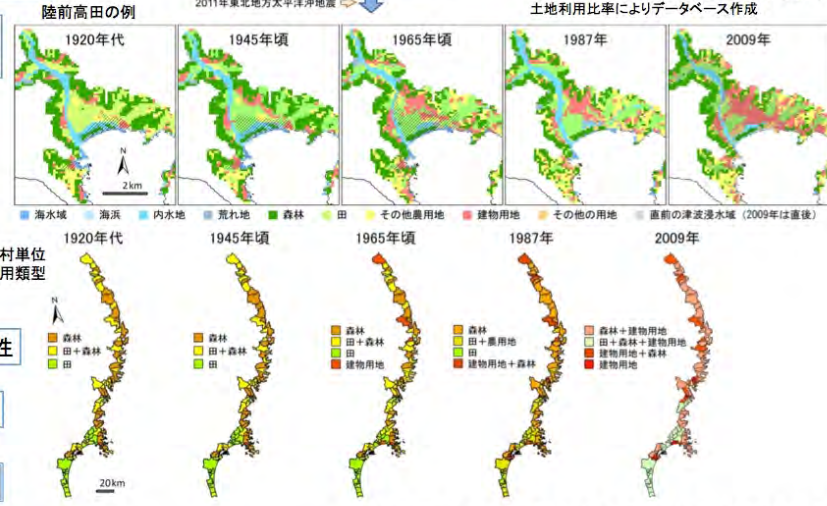 2011年東北地方太平洋沖地震
陸前高田の例
土地利用比率によりデータベース作成
1920年代
1945年頃
1965年頃
1987年
2009年
N
2km
海水域 海浜 内水地 荒れ地 森林 田 その他農用地 建物用地 その他の用地 直前の津波浸水域（2009年は直後）
村単位
用類型
1920年代
1945年頃
1965年頃
1987年
2009年
N
性
森林
田+森林
田
森林
田+森林
田
森林
田+森林
田
建物用地
森林
田+農用地
田
建物用地+森林
森林+建物用地
田+森林+建物用地
建物用地+森林
建物用地
20km